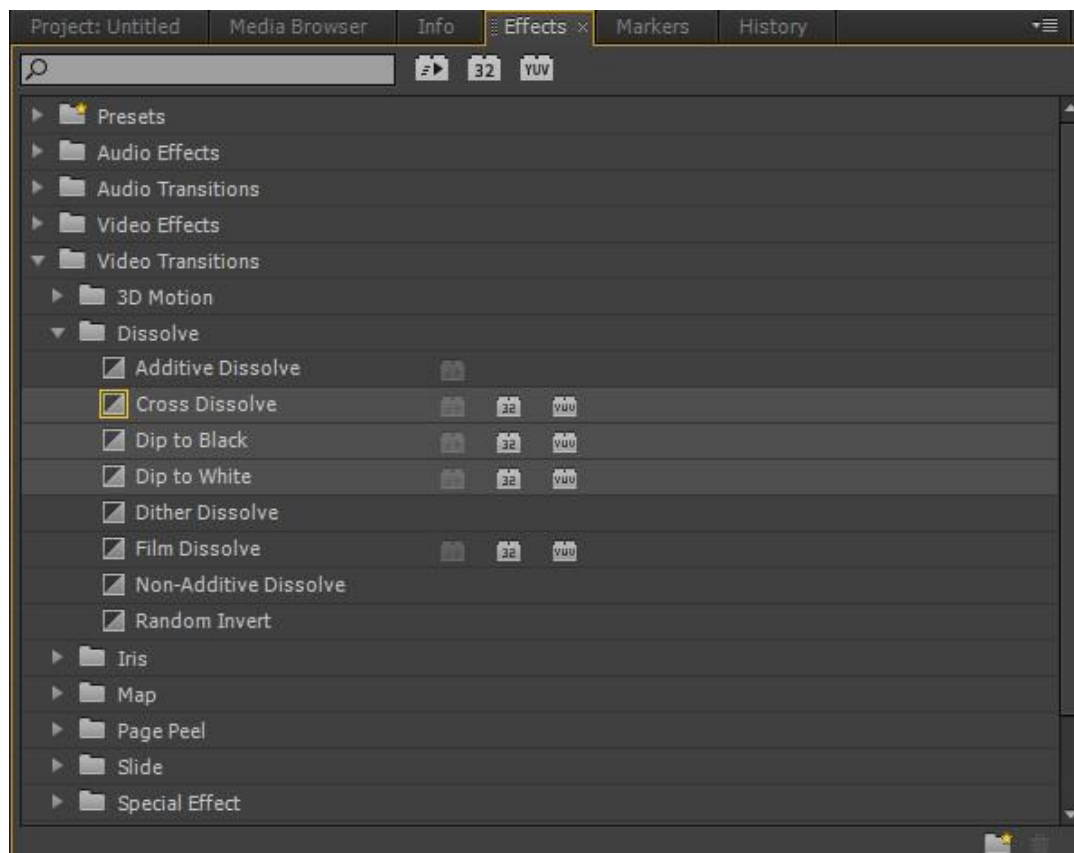 Project: Untitled Media Browser Info Effects × Markers History
32 YUV
Presets
Audio Effects
Audio Transitions
Video Effects
Video Transitions
3D Motion
Dissolve
Additive Dissolve
Cross Dissolve 32 YUV
Dip to Black 32 YUV
Dip to White 32 YUV
Dither Dissolve
Film Dissolve 32 YUV
Non-Additive Dissolve
Random Invert
Iris
Map
Page Peel
Slide
Special Effect